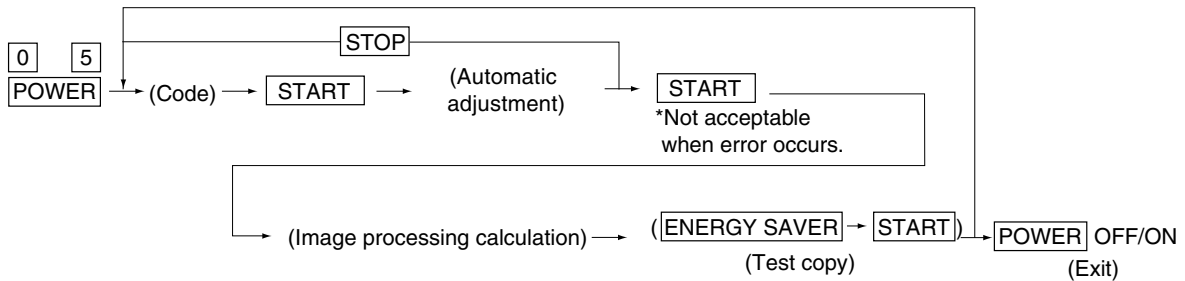 STOP
0 5
POWER
(Code)
START
(Automatic
adjustment)
START
*Not acceptable
when error occurs.
(Image processing calculation)
(ENERGY SAVER START)
(Test copy)
POWER OFF/ON
(Exit)